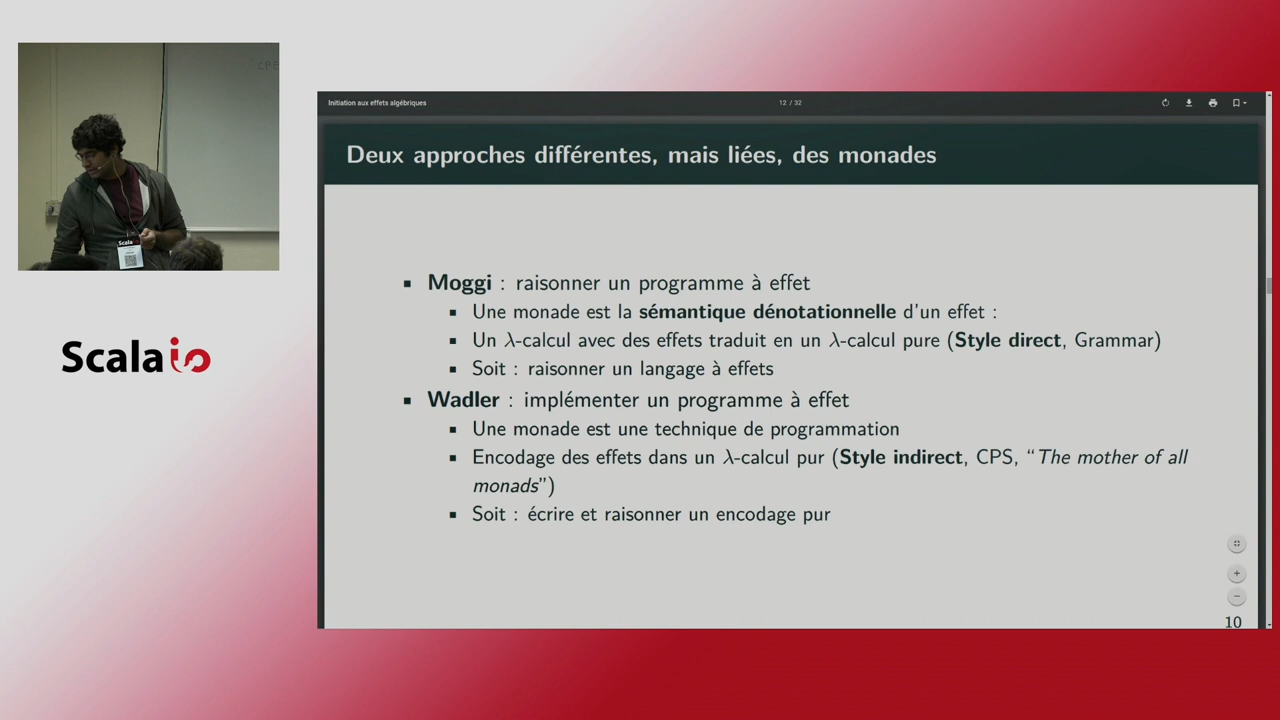 Initiation aux effets algébriques
12 / 32
Deux approches différentes, mais liées, des monades
▪ Moggi : raisonner un programme à effet
▪ Une monade est la sémantique dénotationnelle d'un effet :
▪ Un λ-calcul avec des effets traduit en un λ-calcul pure (Style direct, Grammar)
▪ Soit : raisonner un langage à effets
▪ Wadler : implémenter un programme à effet
▪ Une monade est une technique de programmation
▪ Encodage des effets dans un λ-calcul pur (Style indirect, CPS, “The mother of all
monads”)
▪ Soit : écrire et raisonner un encodage pur
10
Scala
Scalaio